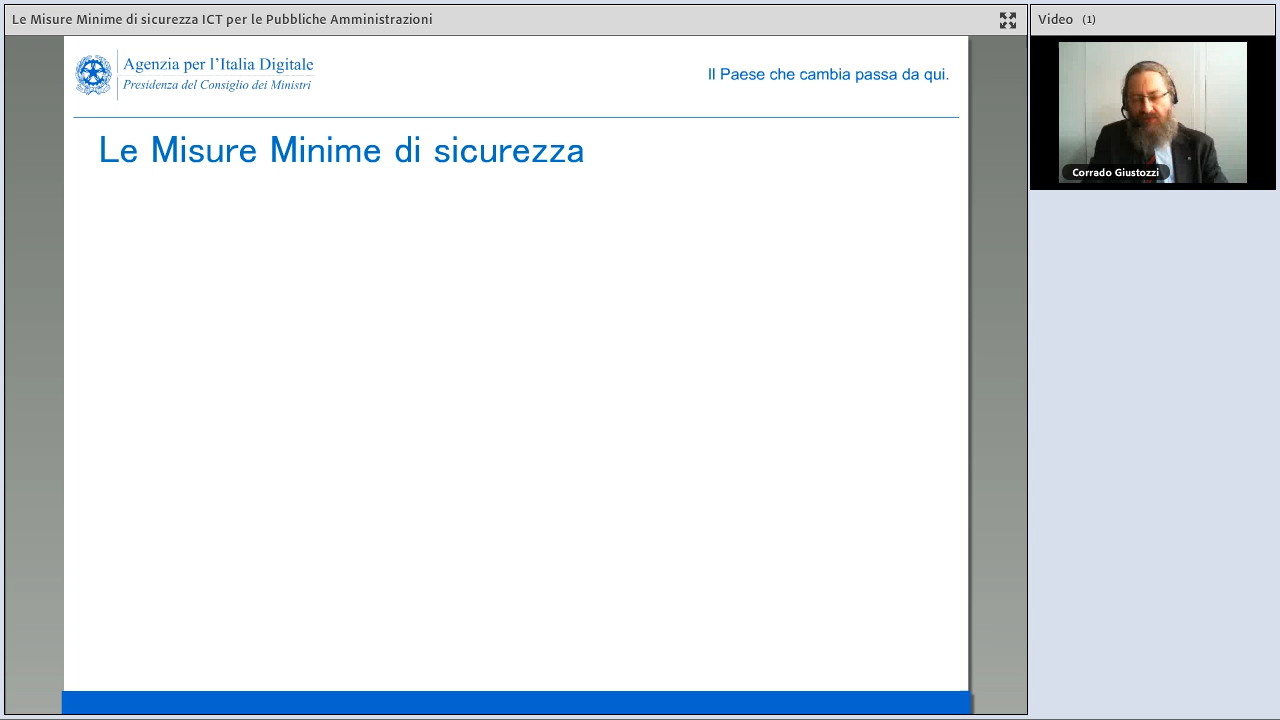 Le Misure Minime di sicurezza ICT per le Pubbliche Amministrazioni
Video (1)
Agenzia per l'Italia Digitale
Presidenza del Consiglio dei Ministri
Il Paese che cambia passa da qui.
Le Misure Minime di sicurezza
Corrado Giustozzi